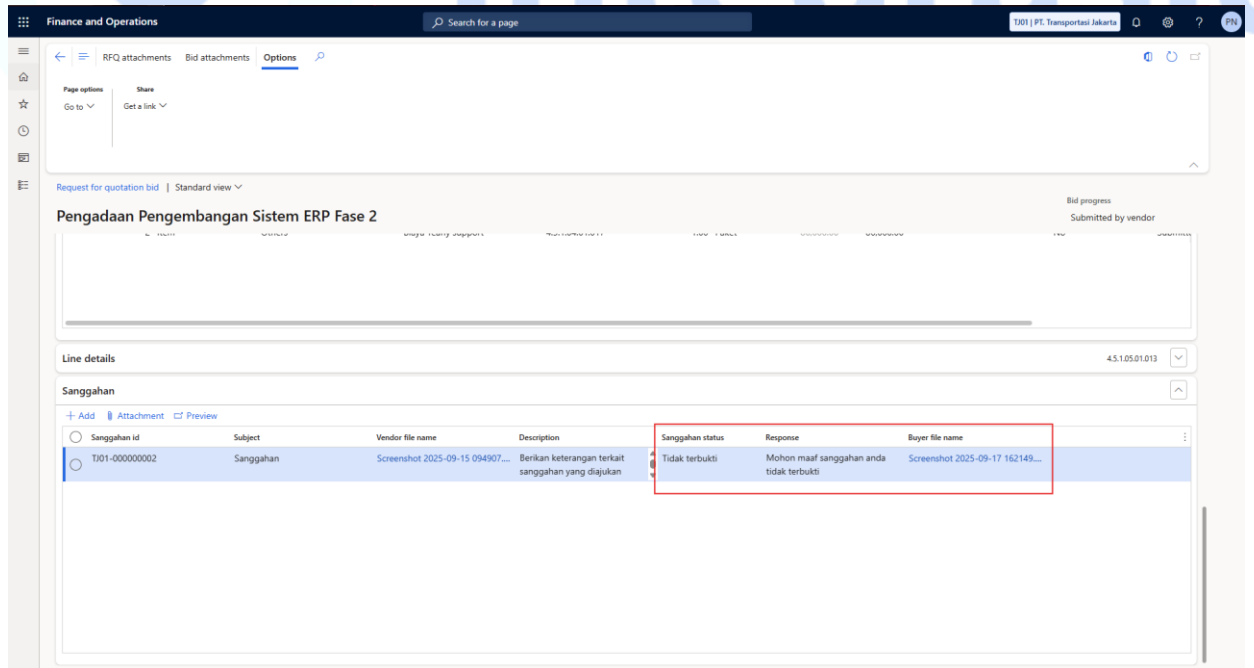 Finance and Operations
Search for a page
TJ01 | PT. Transportasi Jakarta
? PN
RFQ attachments Bid attachments Options
Page options Share
Go to Get a link
Request for quotation bid | Standard view
Bid progress
Pengadaan Pengembangan Sistem ERP Fase 2
Submitted by vendor
Line details 4.5.1.05.01.013
Sanggahan
+ Add Attachment Preview
Sanggahan id Subject Vendor file name Description Sanggahan status Response Buyer file name
TJ01-000000002 Sanggahan Screenshot 2025-09-15 094907.... Berikan keterangan terkait Tidak terbukti Mohon maaf sanggahan anda Screenshot 2025-09-17 162149....
sanggahan yang diajukan tidak terbukti